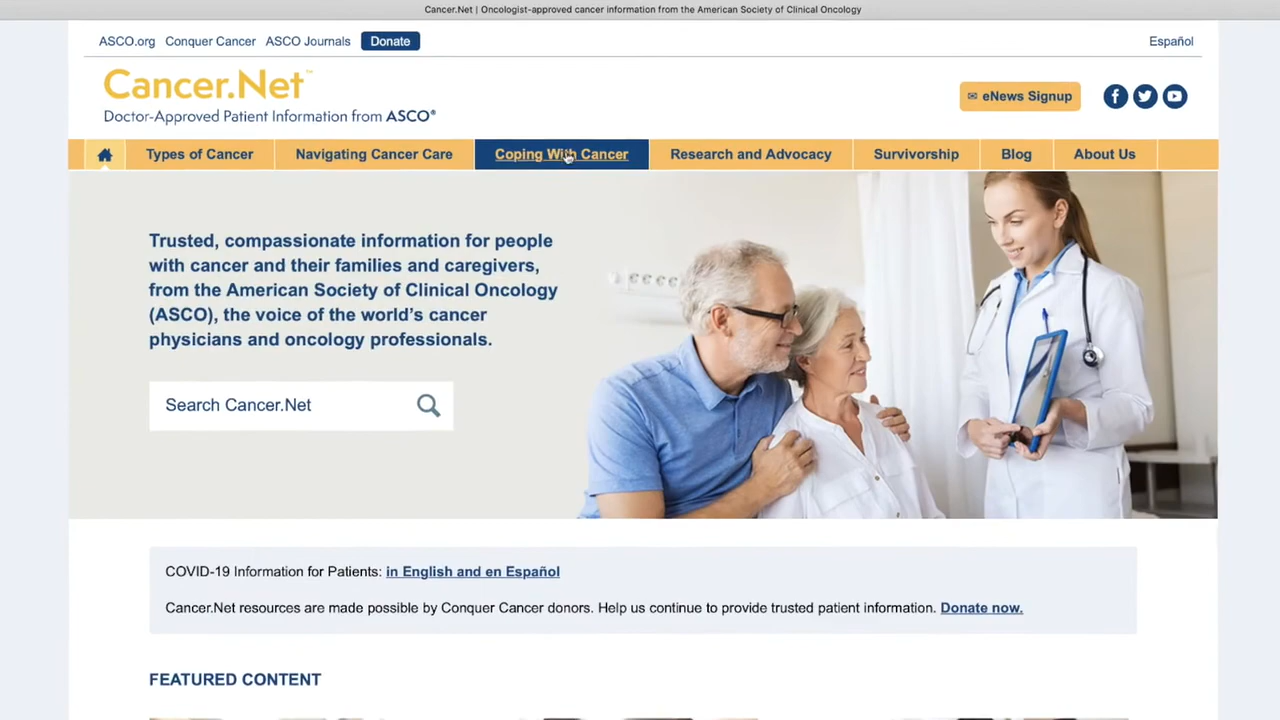 Cancer.Net | Oncologist-approved cancer information from the American Society of Clinical Oncology
ASCO.org Conquer Cancer ASCO Journals Donate Español
Cancer.Net™
Doctor-Approved Patient Information from ASCO®
eNews Signup
Types of Cancer Navigating Cancer Care Coping With Cancer Research and Advocacy Survivorship Blog About Us
Trusted, compassionate information for people
with cancer and their families and caregivers,
from the American Society of Clinical Oncology
(ASCO), the voice of the world's cancer
physicians and oncology professionals.
Search Cancer.Net
COVID-19 Information for Patients: in English and en Español
Cancer.Net resources are made possible by Conquer Cancer donors. Help us continue to provide trusted patient information. Donate now.
FEATURED CONTENT